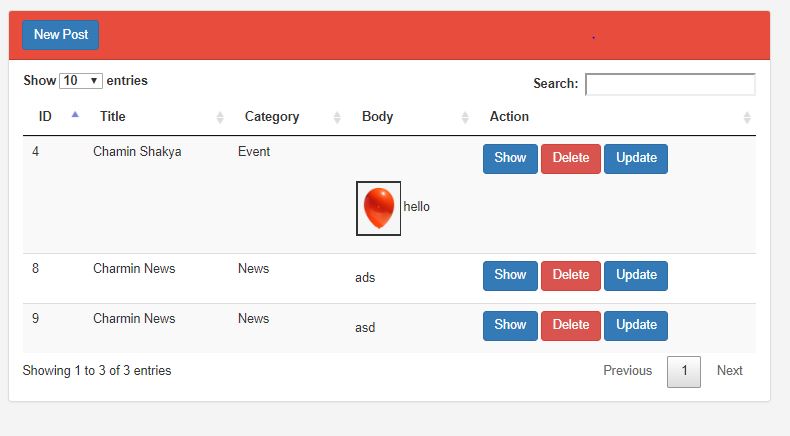 New Post
Show 10 entries Search:
ID Title Category Body Action
4 Chamin Shakya Event hello Show Delete Update
8 Charmin News News ads Show Delete Update
9 Charmin News News asd Show Delete Update
Showing 1 to 3 of 3 entries Previous 1 Next